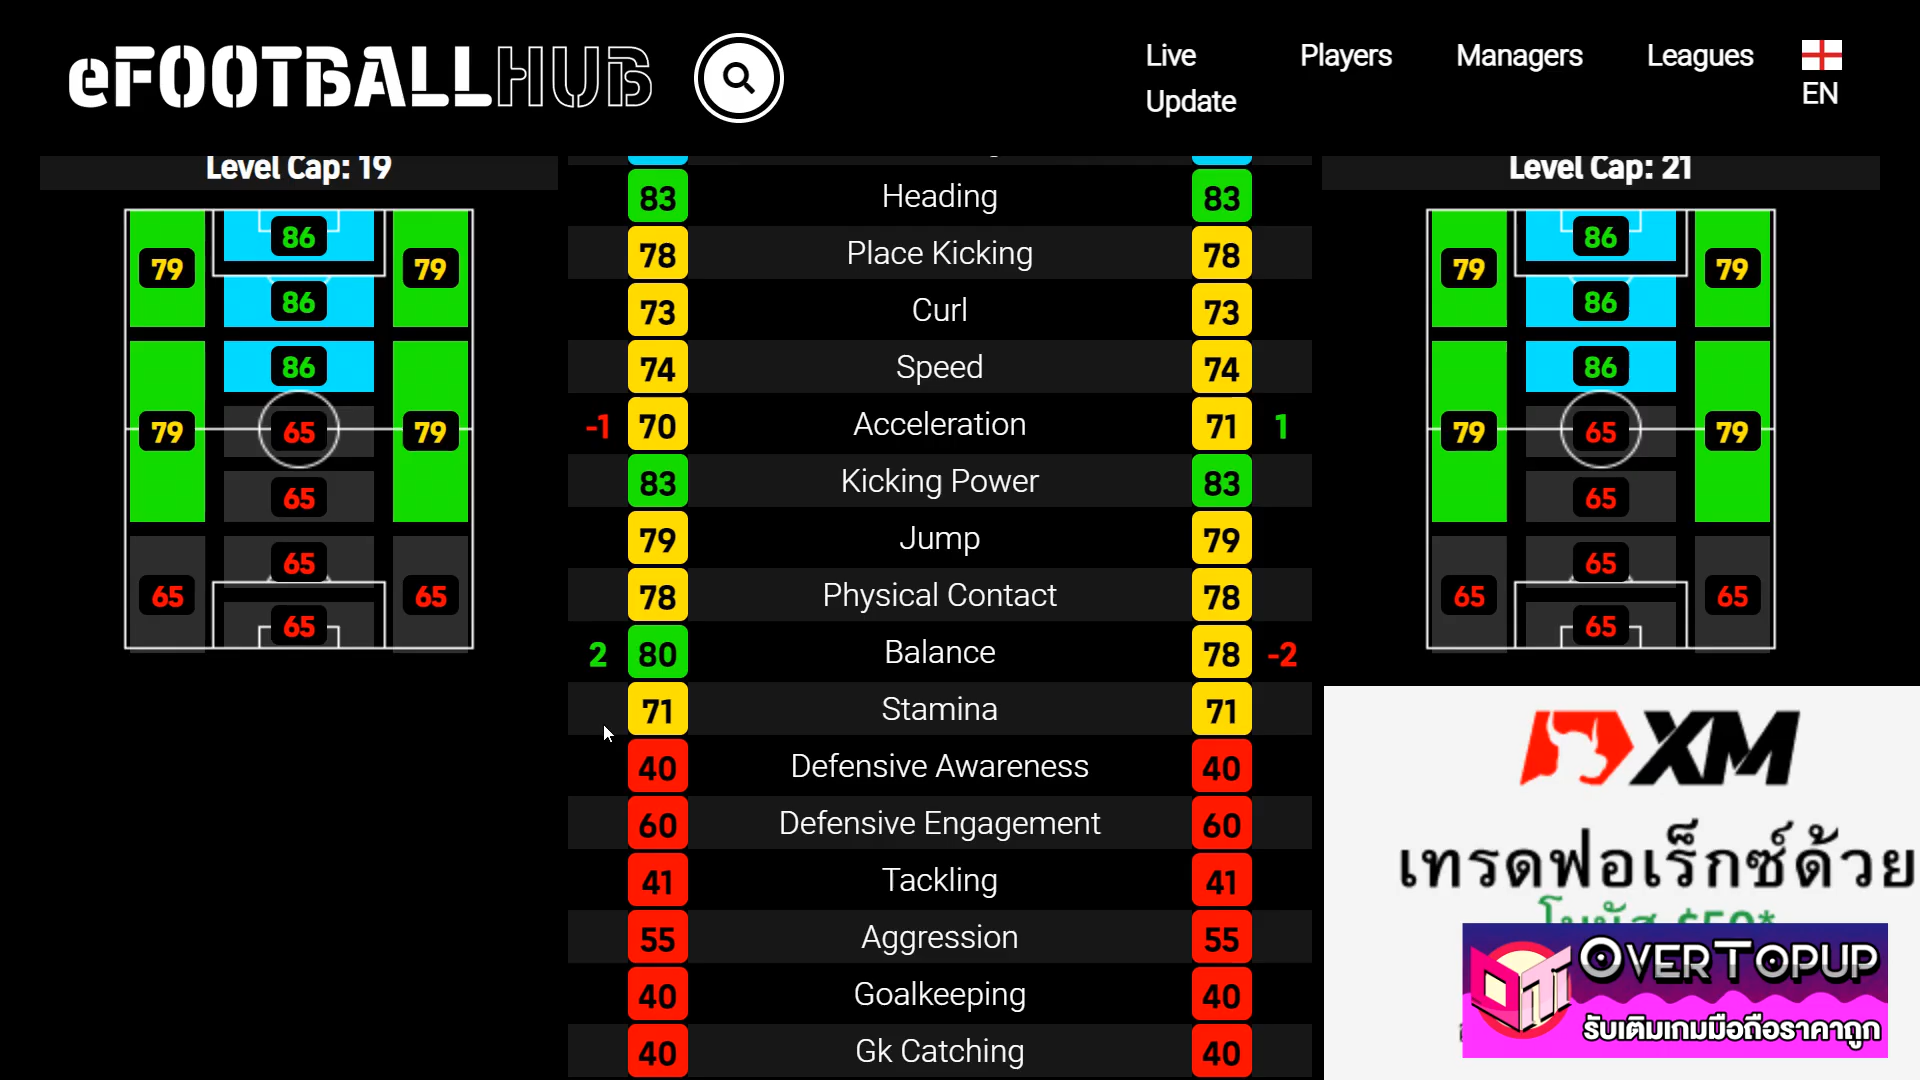 eFOOTBALLHUB
Live Update
Players
Managers
Leagues
EN
Level Cap: 19
Level Cap: 21
83 Heading 83
78 Place Kicking 78
73 Curl 73
74 Speed 74
-1 70 Acceleration 71 1
83 Kicking Power 83
79 Jump 79
78 Physical Contact 78
2 80 Balance 78 -2
71 Stamina 71
40 Defensive Awareness 40
60 Defensive Engagement 60
41 Tackling 41
55 Aggression 55
40 Goalkeeping 40
40 Gk Catching 40
86
79 79
86
86
79 65 79
65
65
65 65
65
86
79 79
86
86
79 65 79
65
65
65 65
65
XM
เทรดฟอเร็กซ์ด้วย
โบนัส $50*
OVERTOPUP
รับเติมเกมมือถือราคาถูก